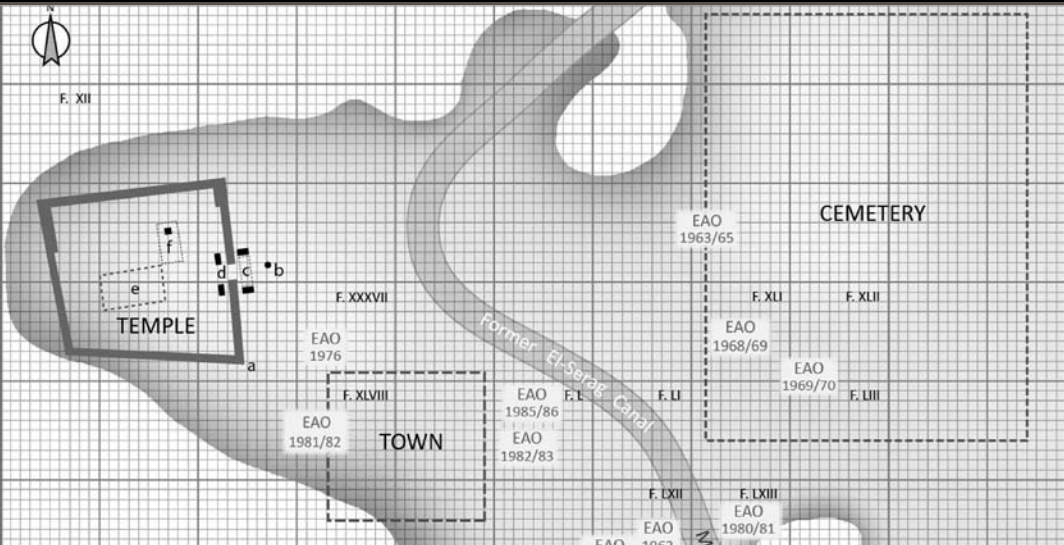 N
F. XII
CEMETERY
EAO
1963/65
f
d
c
b
e
F. XXXVII
F. XLI
F. XLII
TEMPLE
Former El-Serag Canal
EAO
1968/69
EAO
1976
a
EAO
1969/70
F. XLVIII
EAO
1985/86
F. L
F. LI
F. LIII
EAO
1981/82
TOWN
EAO
1982/83
F. LXII
F. LXIII
EAO
1980/81
EAO
EAO